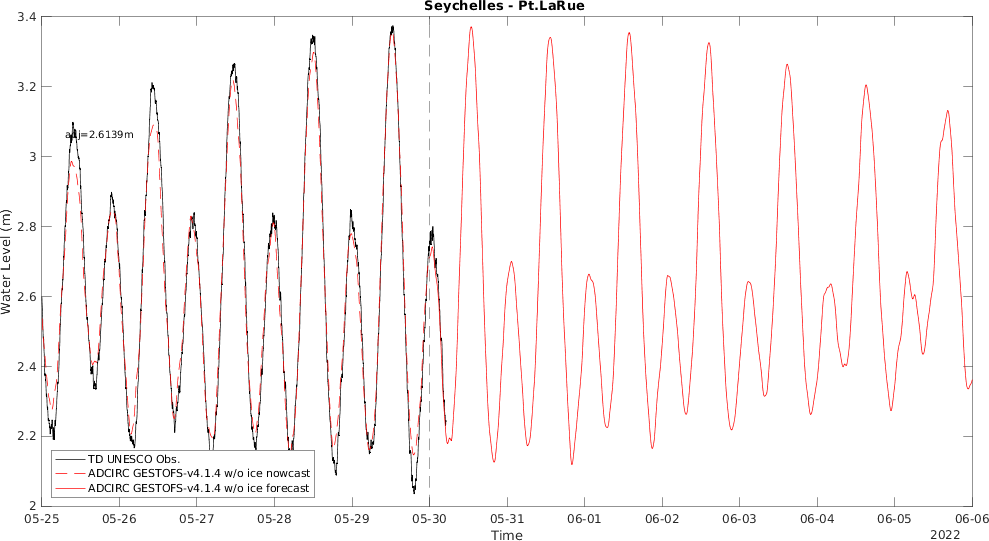 Seychelles - Pt.LaRue
3.4
3.2
3
2.8
2.6
2.4
2.2
2
Water Level (m)
=2.6139m
TD UNESCO Obs.
ADCIRC GESTOFS-v4.1.4 w/o ice nowcast
ADCIRC GESTOFS-v4.1.4 w/o ice forecast
05-25 05-26 05-27 05-28 05-29 05-30 05-31 06-01 06-02 06-03 06-04 06-05 06-06
Time
2022